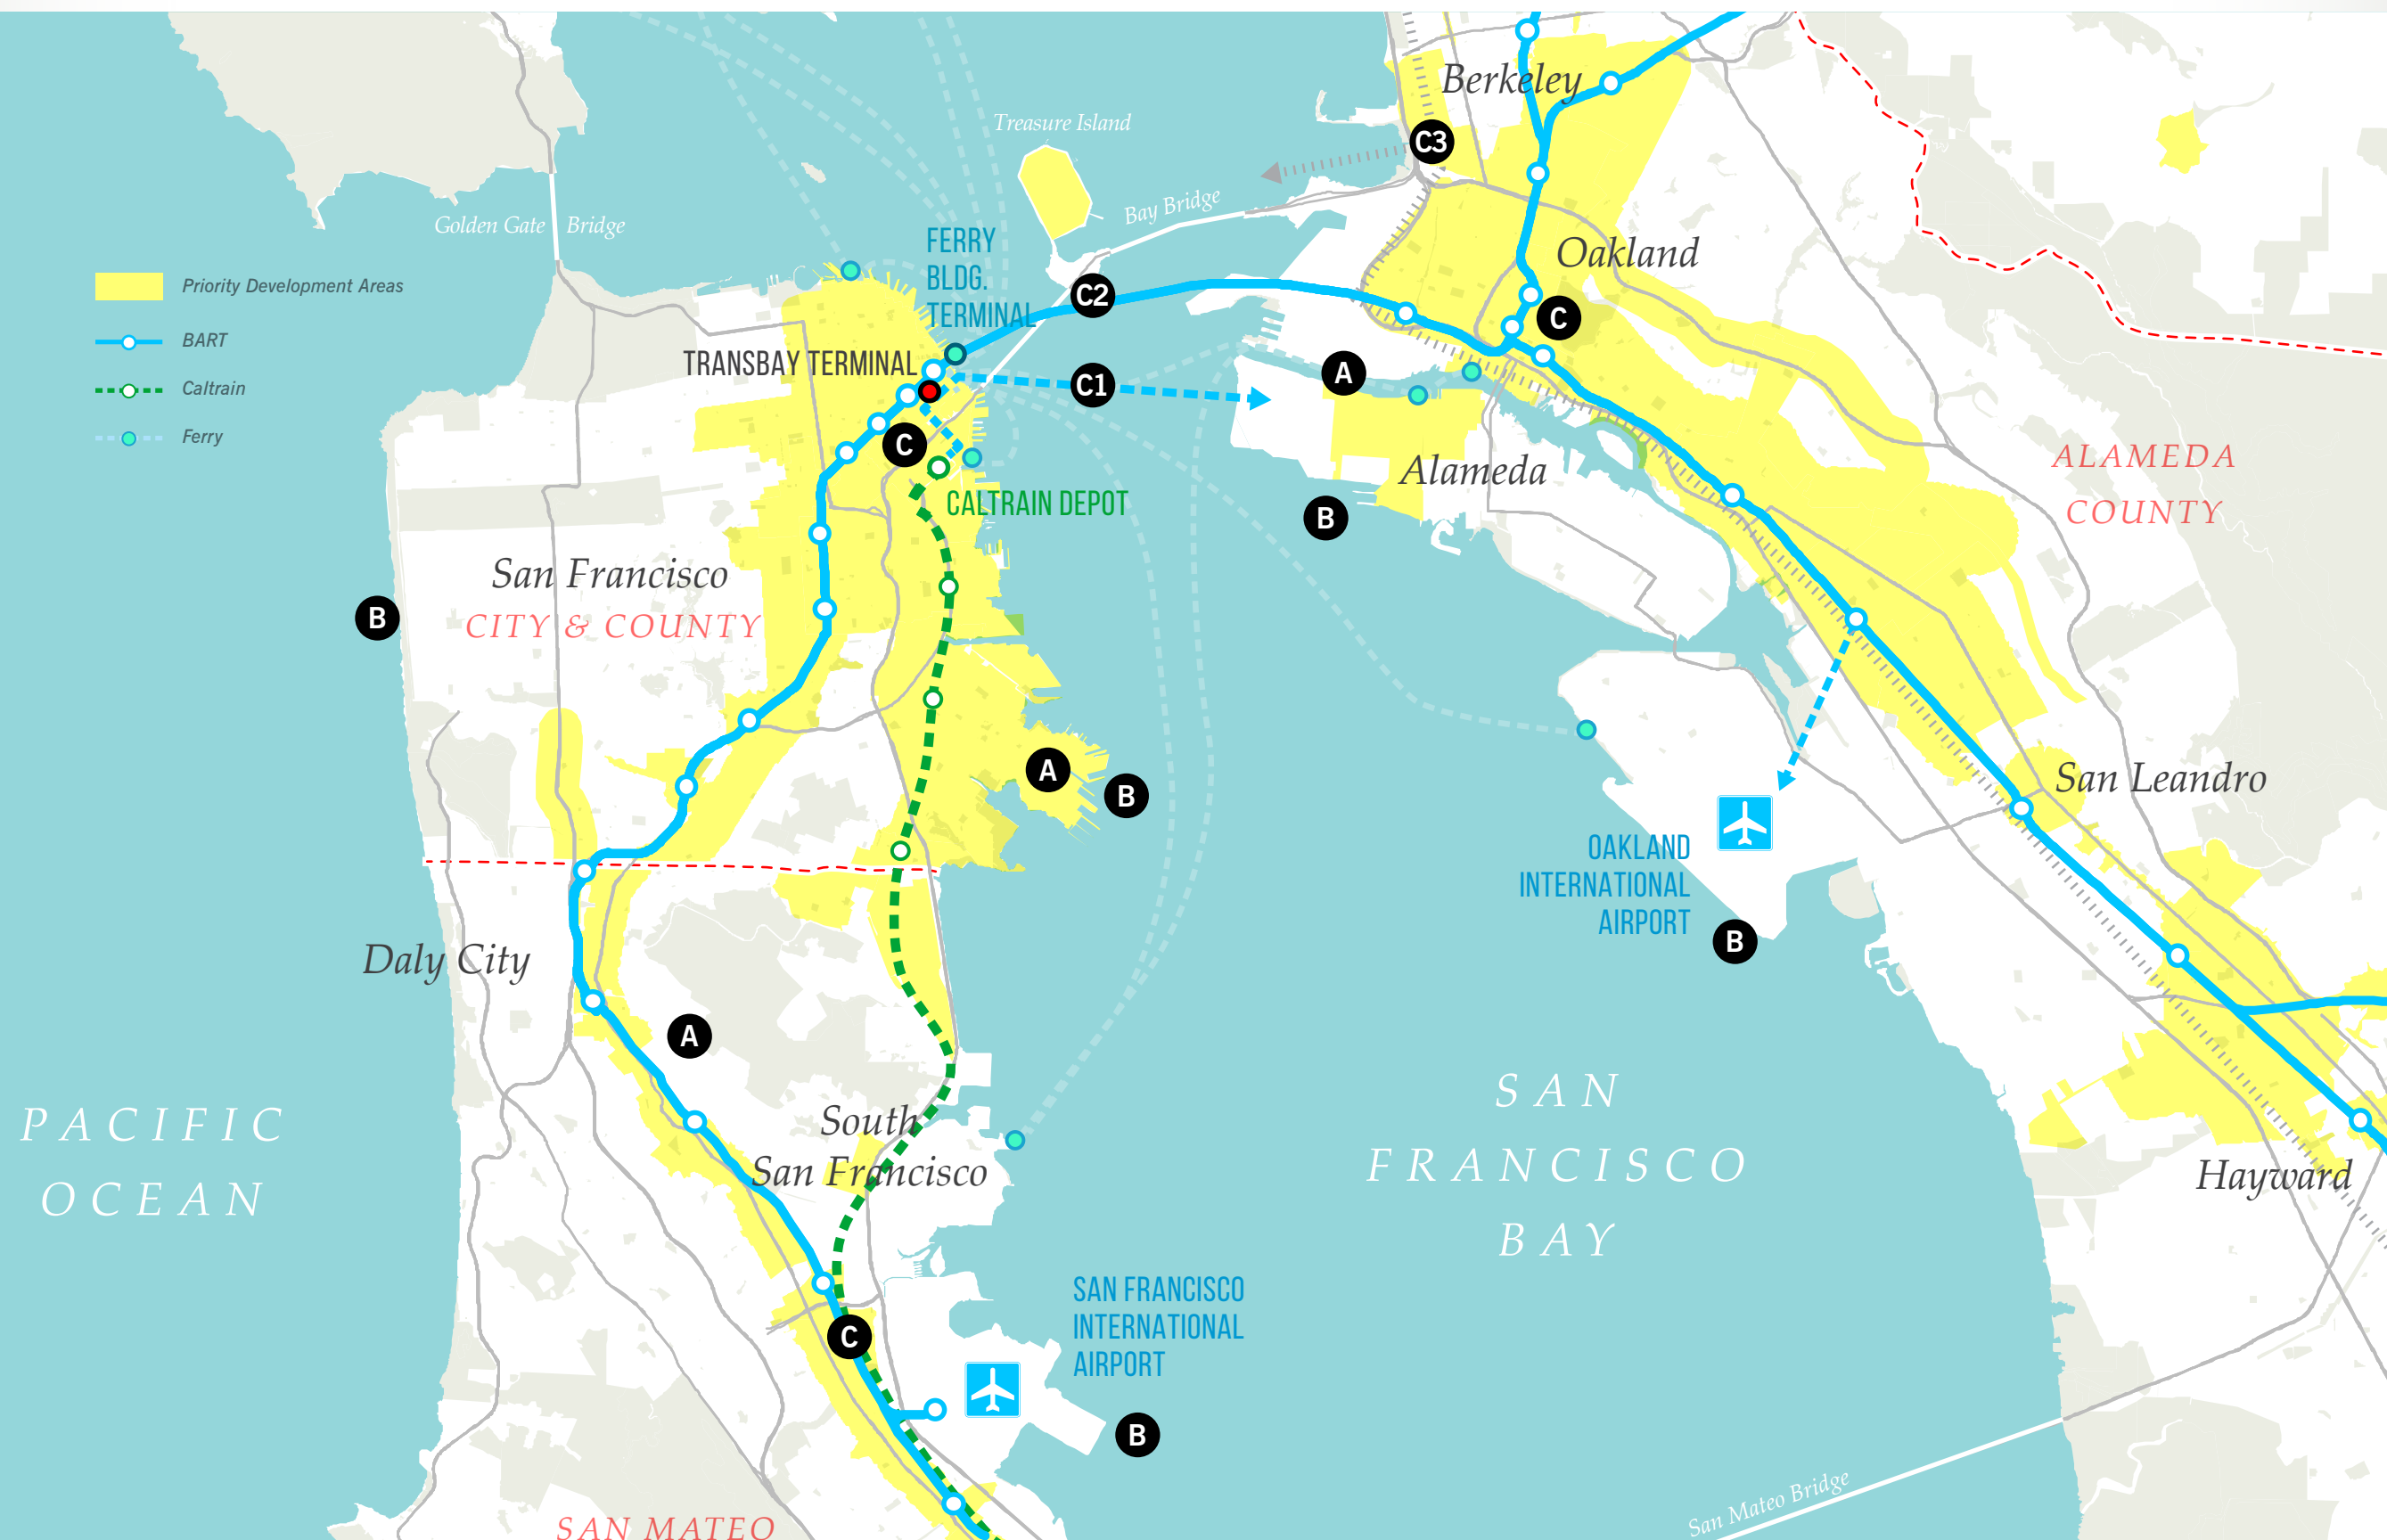 Berkeley
Treasure Island
C3
Bay Bridge
Golden Gate Bridge
FERRY
BLDG.
TERMINAL
Oakland
Priority Development Areas
BART
Caltrain
Ferry
C2
C
TRANSBAY TERMINAL
C1
A
C
Alameda
ALAMEDA
COUNTY
CALTRAIN DEPOT
B
San Francisco
CITY & COUNTY
B
A
B
San Leandro
OAKLAND
INTERNATIONAL
AIRPORT
B
Daly City
A
PACIFIC
OCEAN
South
San Francisco
SAN
FRANCISCO
BAY
Hayward
SAN FRANCISCO
INTERNATIONAL
AIRPORT
C
B
San Mateo Bridge
SAN MATEO